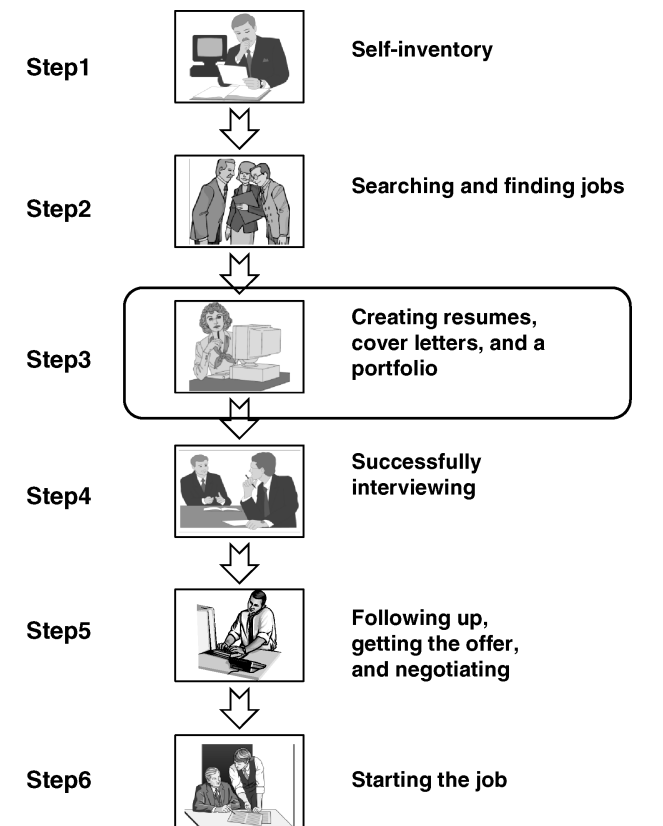 Step1
Self-inventory
Step2
Searching and finding jobs
Step3
Creating resumes,
cover letters, and a
portfolio
Step4
Successfully
interviewing
Step5
Following up,
getting the offer,
and negotiating
Step6
Starting the job